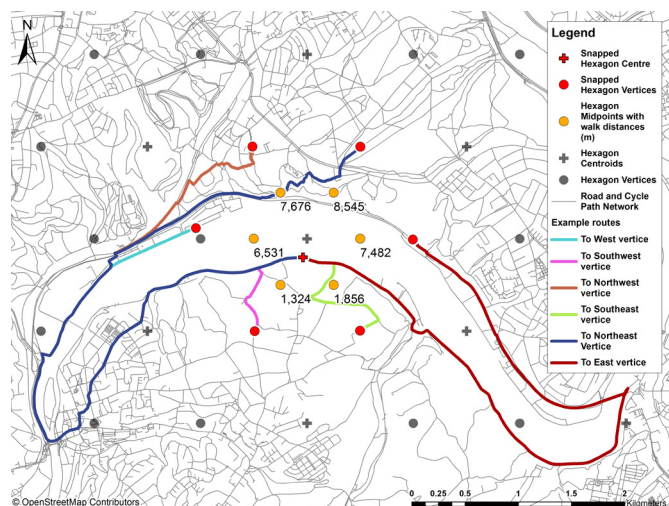 N
Legend
Snapped
Hexagon Centre
Snapped
Hexagon Vertices
Hexagon
Midpoints with
walk distances
(m)
Hexagon
Centroids
Hexagon Vertices
Road and Cycle
Path Network
Example routes
To West vertice
To Southwest
vertice
To Northwest
vertice
To Southeast
vertice
To Northeast
Vertice
To East vertice
7,676
8,545
6,531
7,482
1,324
1,856
© OpenStreetMap Contributors
0 0.25 0.5 1 1.5 2
Kilometers